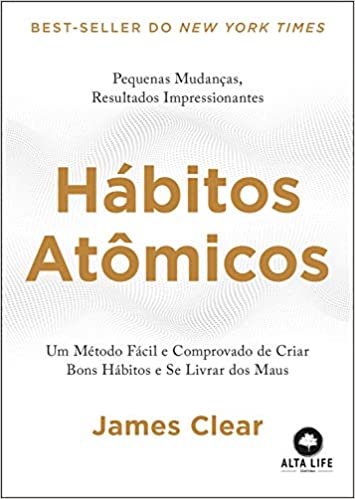 BEST-SELLER DO NEW YORK TIMES
Pequenas Mudanças,
Resultados Impressionantes
Hábitos
Atômicos
Um Método Fácil e Comprovado de Criar
Bons Hábitos e Se Livrar dos Maus
James Clear
ALTA LIFE